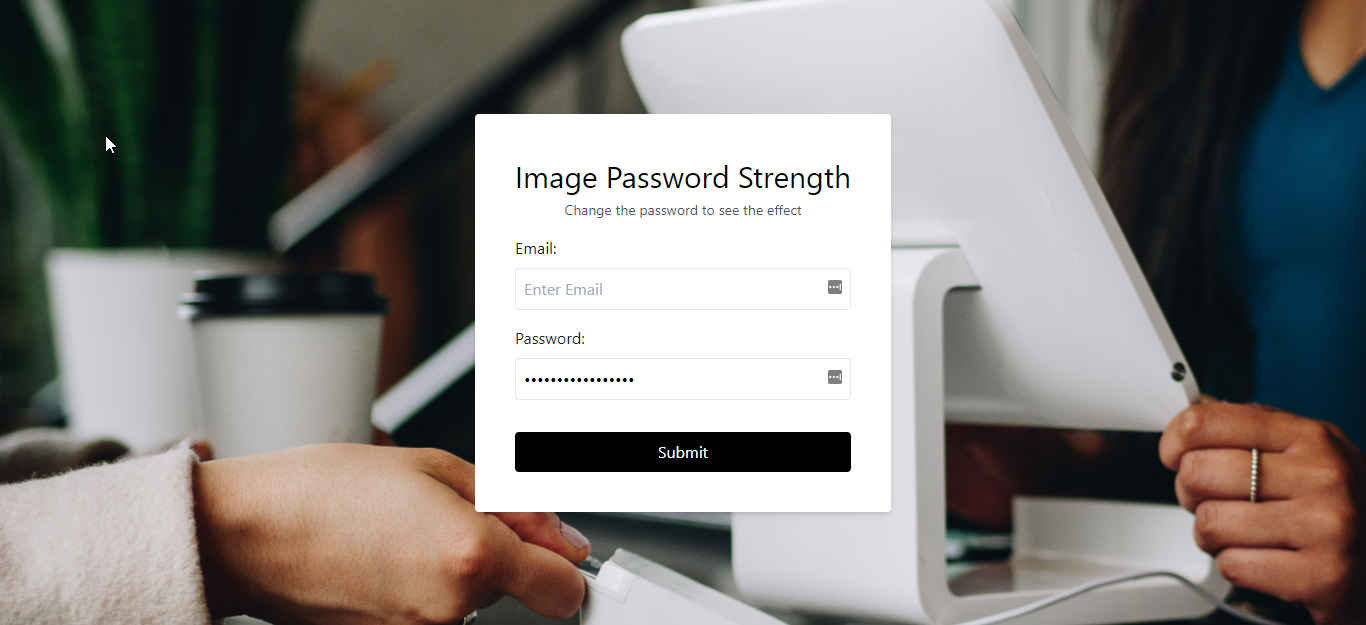 Image Password Strength
Change the password to see the effect
Email:
Enter Email
Password:
•••••••••••••••••
Submit